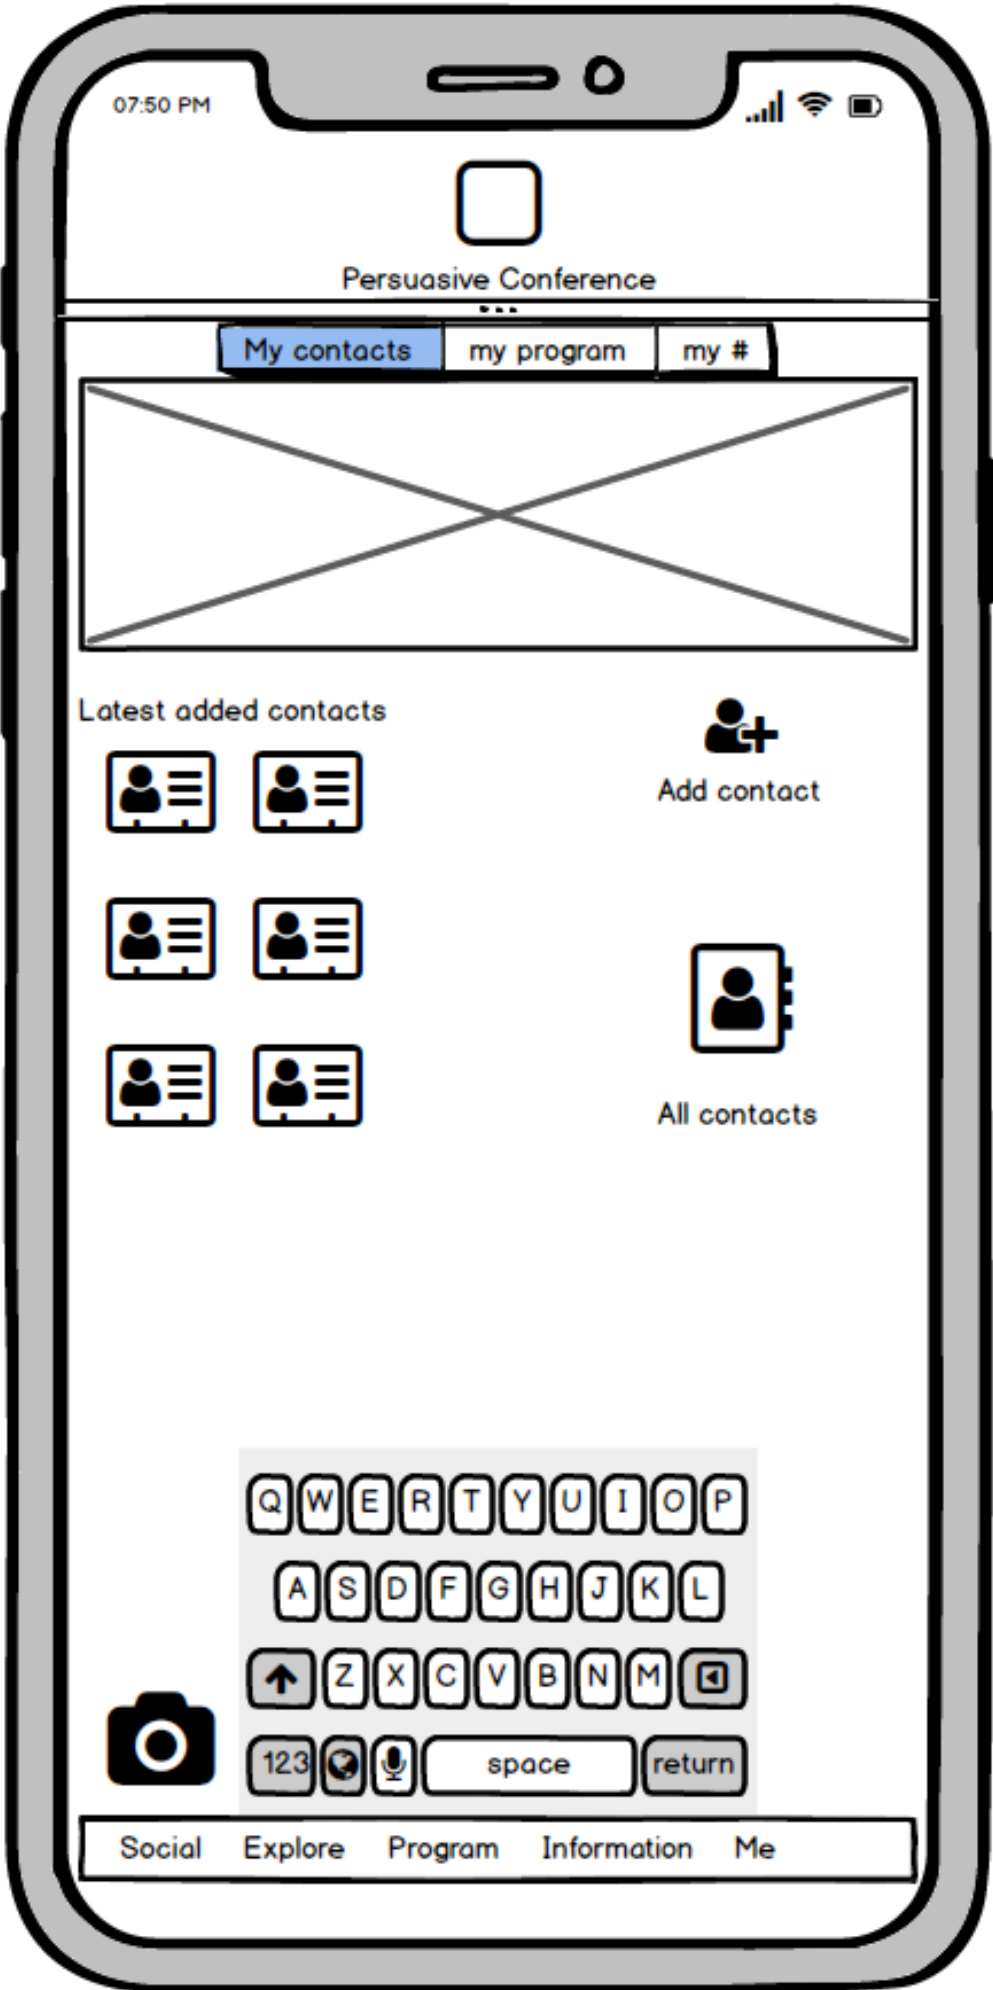 07:50 PM
Persuasive Conference
My contacts my program my #
Latest added contacts
Add contact
All contacts
Q W E R T Y U I O P
A S D F G H J K L
Z X C V B N M
123 space return
Social Explore Program Information Me